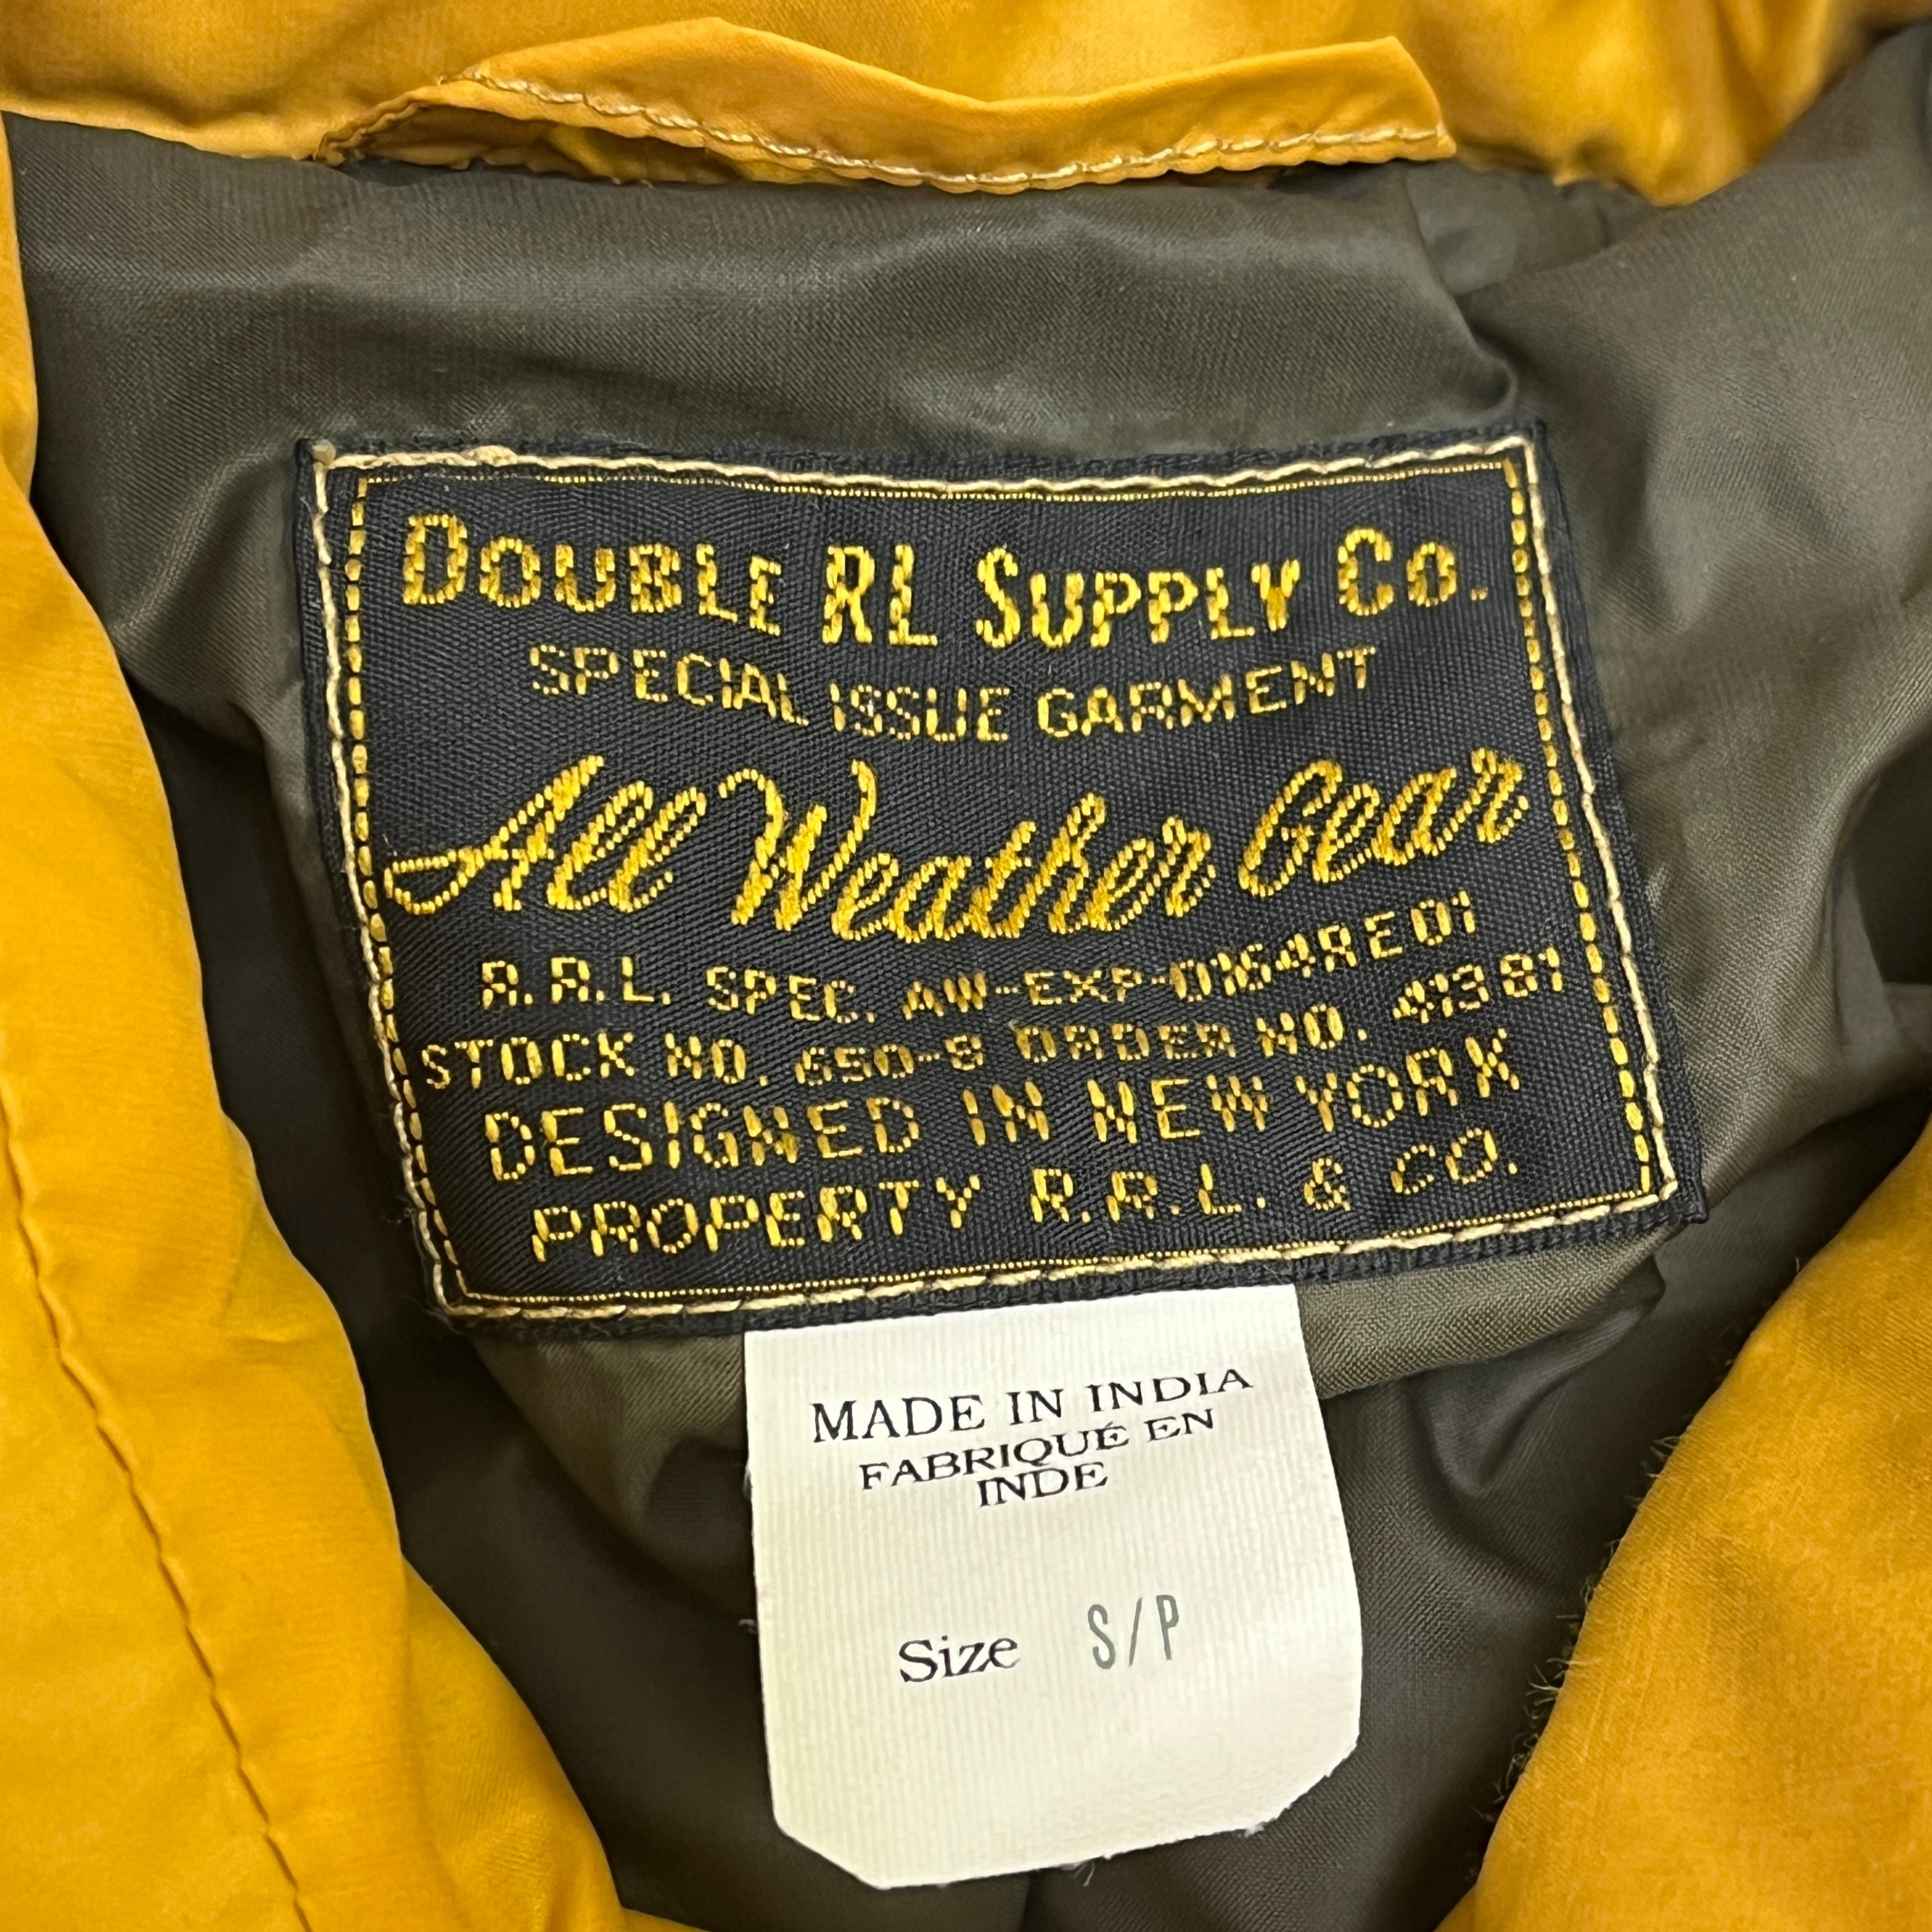 DOUBLE RL SUPPLY CO.
SPECIAL ISSUE GARMENT
All Weather Gear
R.R.L. SPEC. AW-EXP-0164RE01
STOCK NO. 650-8 ORDER NO. 41381
DESIGNED IN NEW YORK
PROPERTY R.R.L. & CO.
MADE IN INDIA
FABRIQUÉ EN
INDE
Size S/P